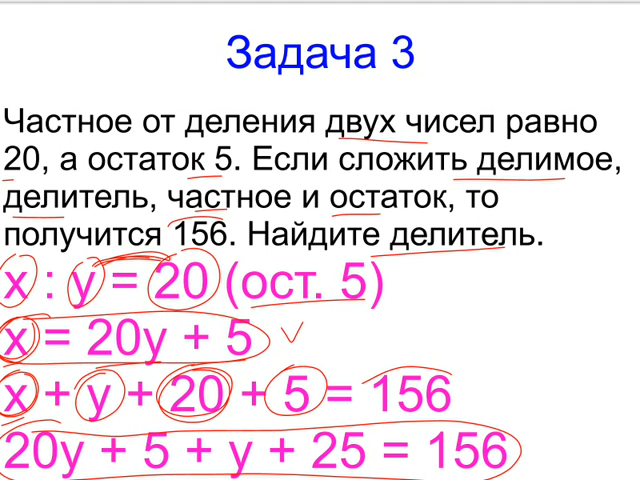 Задача 3
Частное от деления двух чисел равно
20, а остаток 5. Если сложить делимое,
делитель, частное и остаток, то
получится 156. Найдите делитель.
x : y = 20 (ост. 5)
x = 20y + 5
x + y + 20 + 5 = 156
20y + 5 + y + 25 = 156